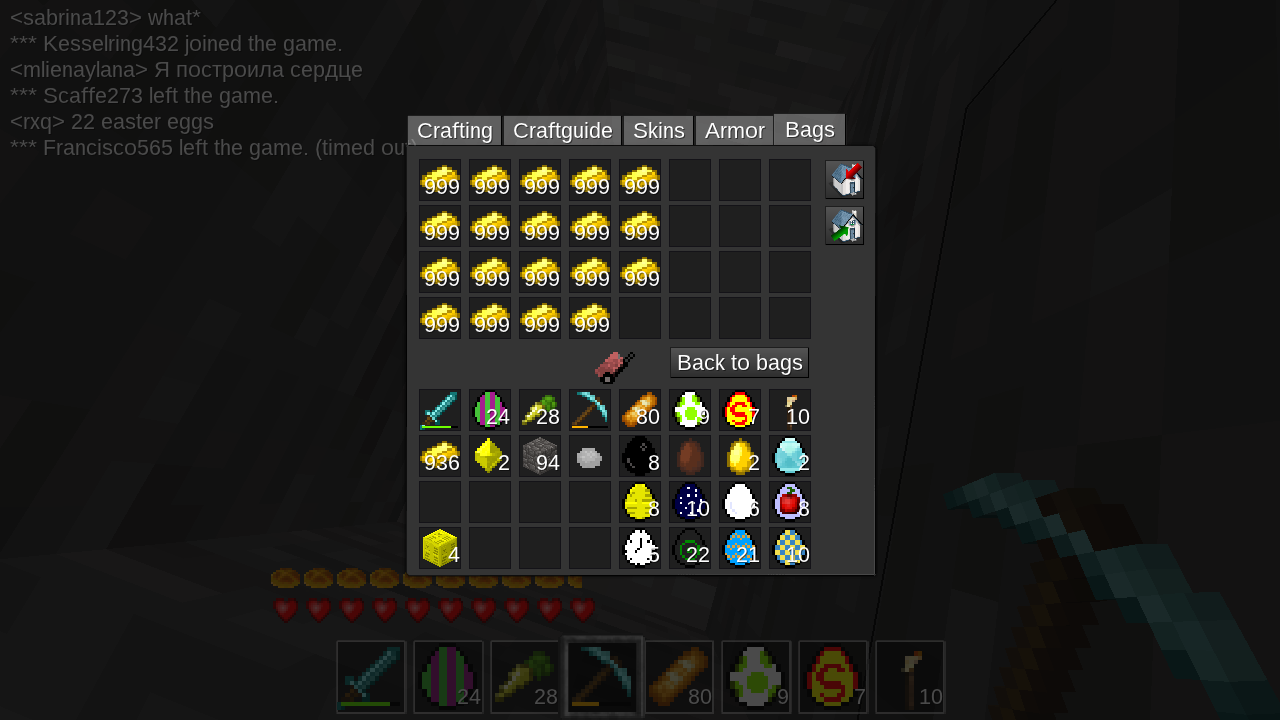 <sabrina123> what*
*** Kesselring432 joined the game.
<mlienaylana> Я построила сердце
*** Scaffe273 left the game.
<rxq> 22 easter eggs
*** Francisco565 left the game. (timed out)
Crafting Craftguide Skins Armor Bags
999 999 999 999 999
999 999 999 999 999
999 999 999 999 999
999 999 999 999
Back to bags
24 28 80 9 7 10
936 2 94 8 2 2
8 10 6 8
4 5 22 21 10
24 28 80 9 7 10